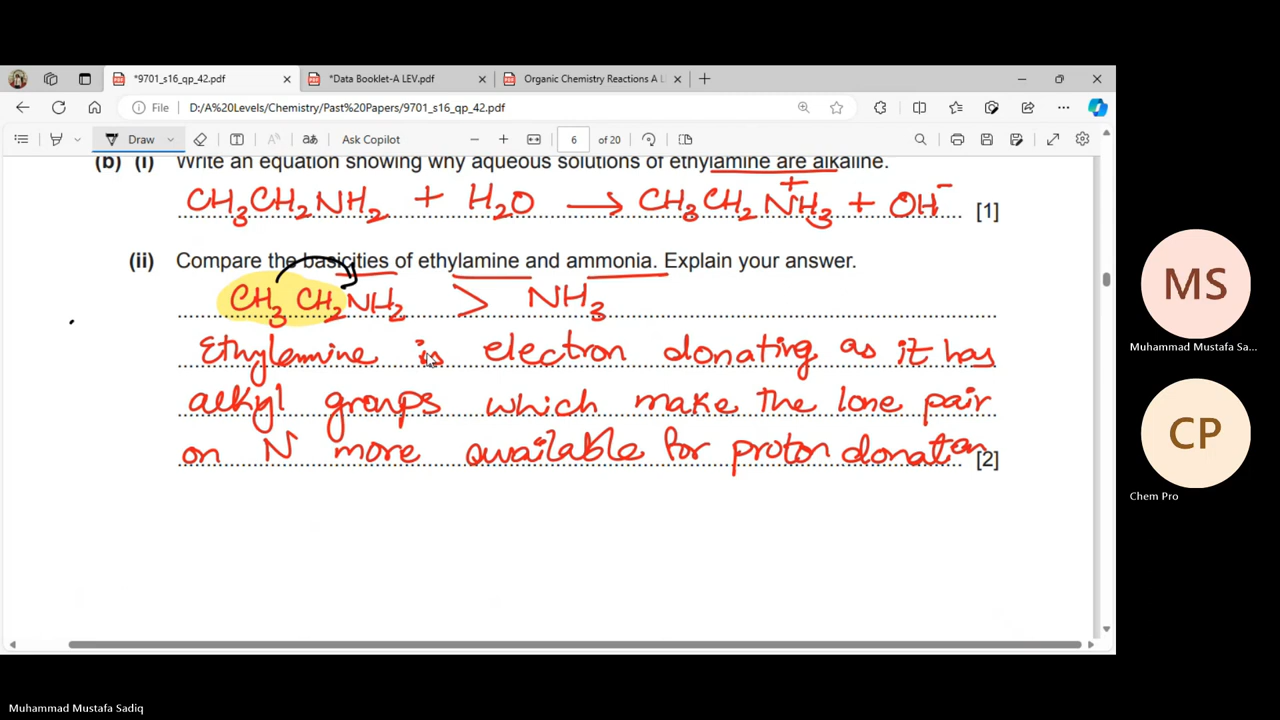 *9701_s16_qp_42.pdf
*Data Booklet-A LEV.pdf
Organic Chemistry Reactions A L
File
D:/A%20Levels/Chemistry/Past%20Papers/9701_s16_qp_42.pdf
Draw
Ask Copilot
6
of 20
(b) (i) Write an equation showing why aqueous solutions of ethylamine are alkaline.
CH₃CH₂NH₂ + H₂O → CH₃CH₂N⁺H₃ + OH⁻ [1]
(ii) Compare the basicities of ethylamine and ammonia. Explain your answer.
CH₃CH₂NH₂ > NH₃
Ethylamine is electron donating as it has
alkyl groups which make the lone pair
on N more available for proton [2]
MS
Muhammad Mustafa Sa...
CP
Chem Pro
Muhammad Mustafa Sadiq